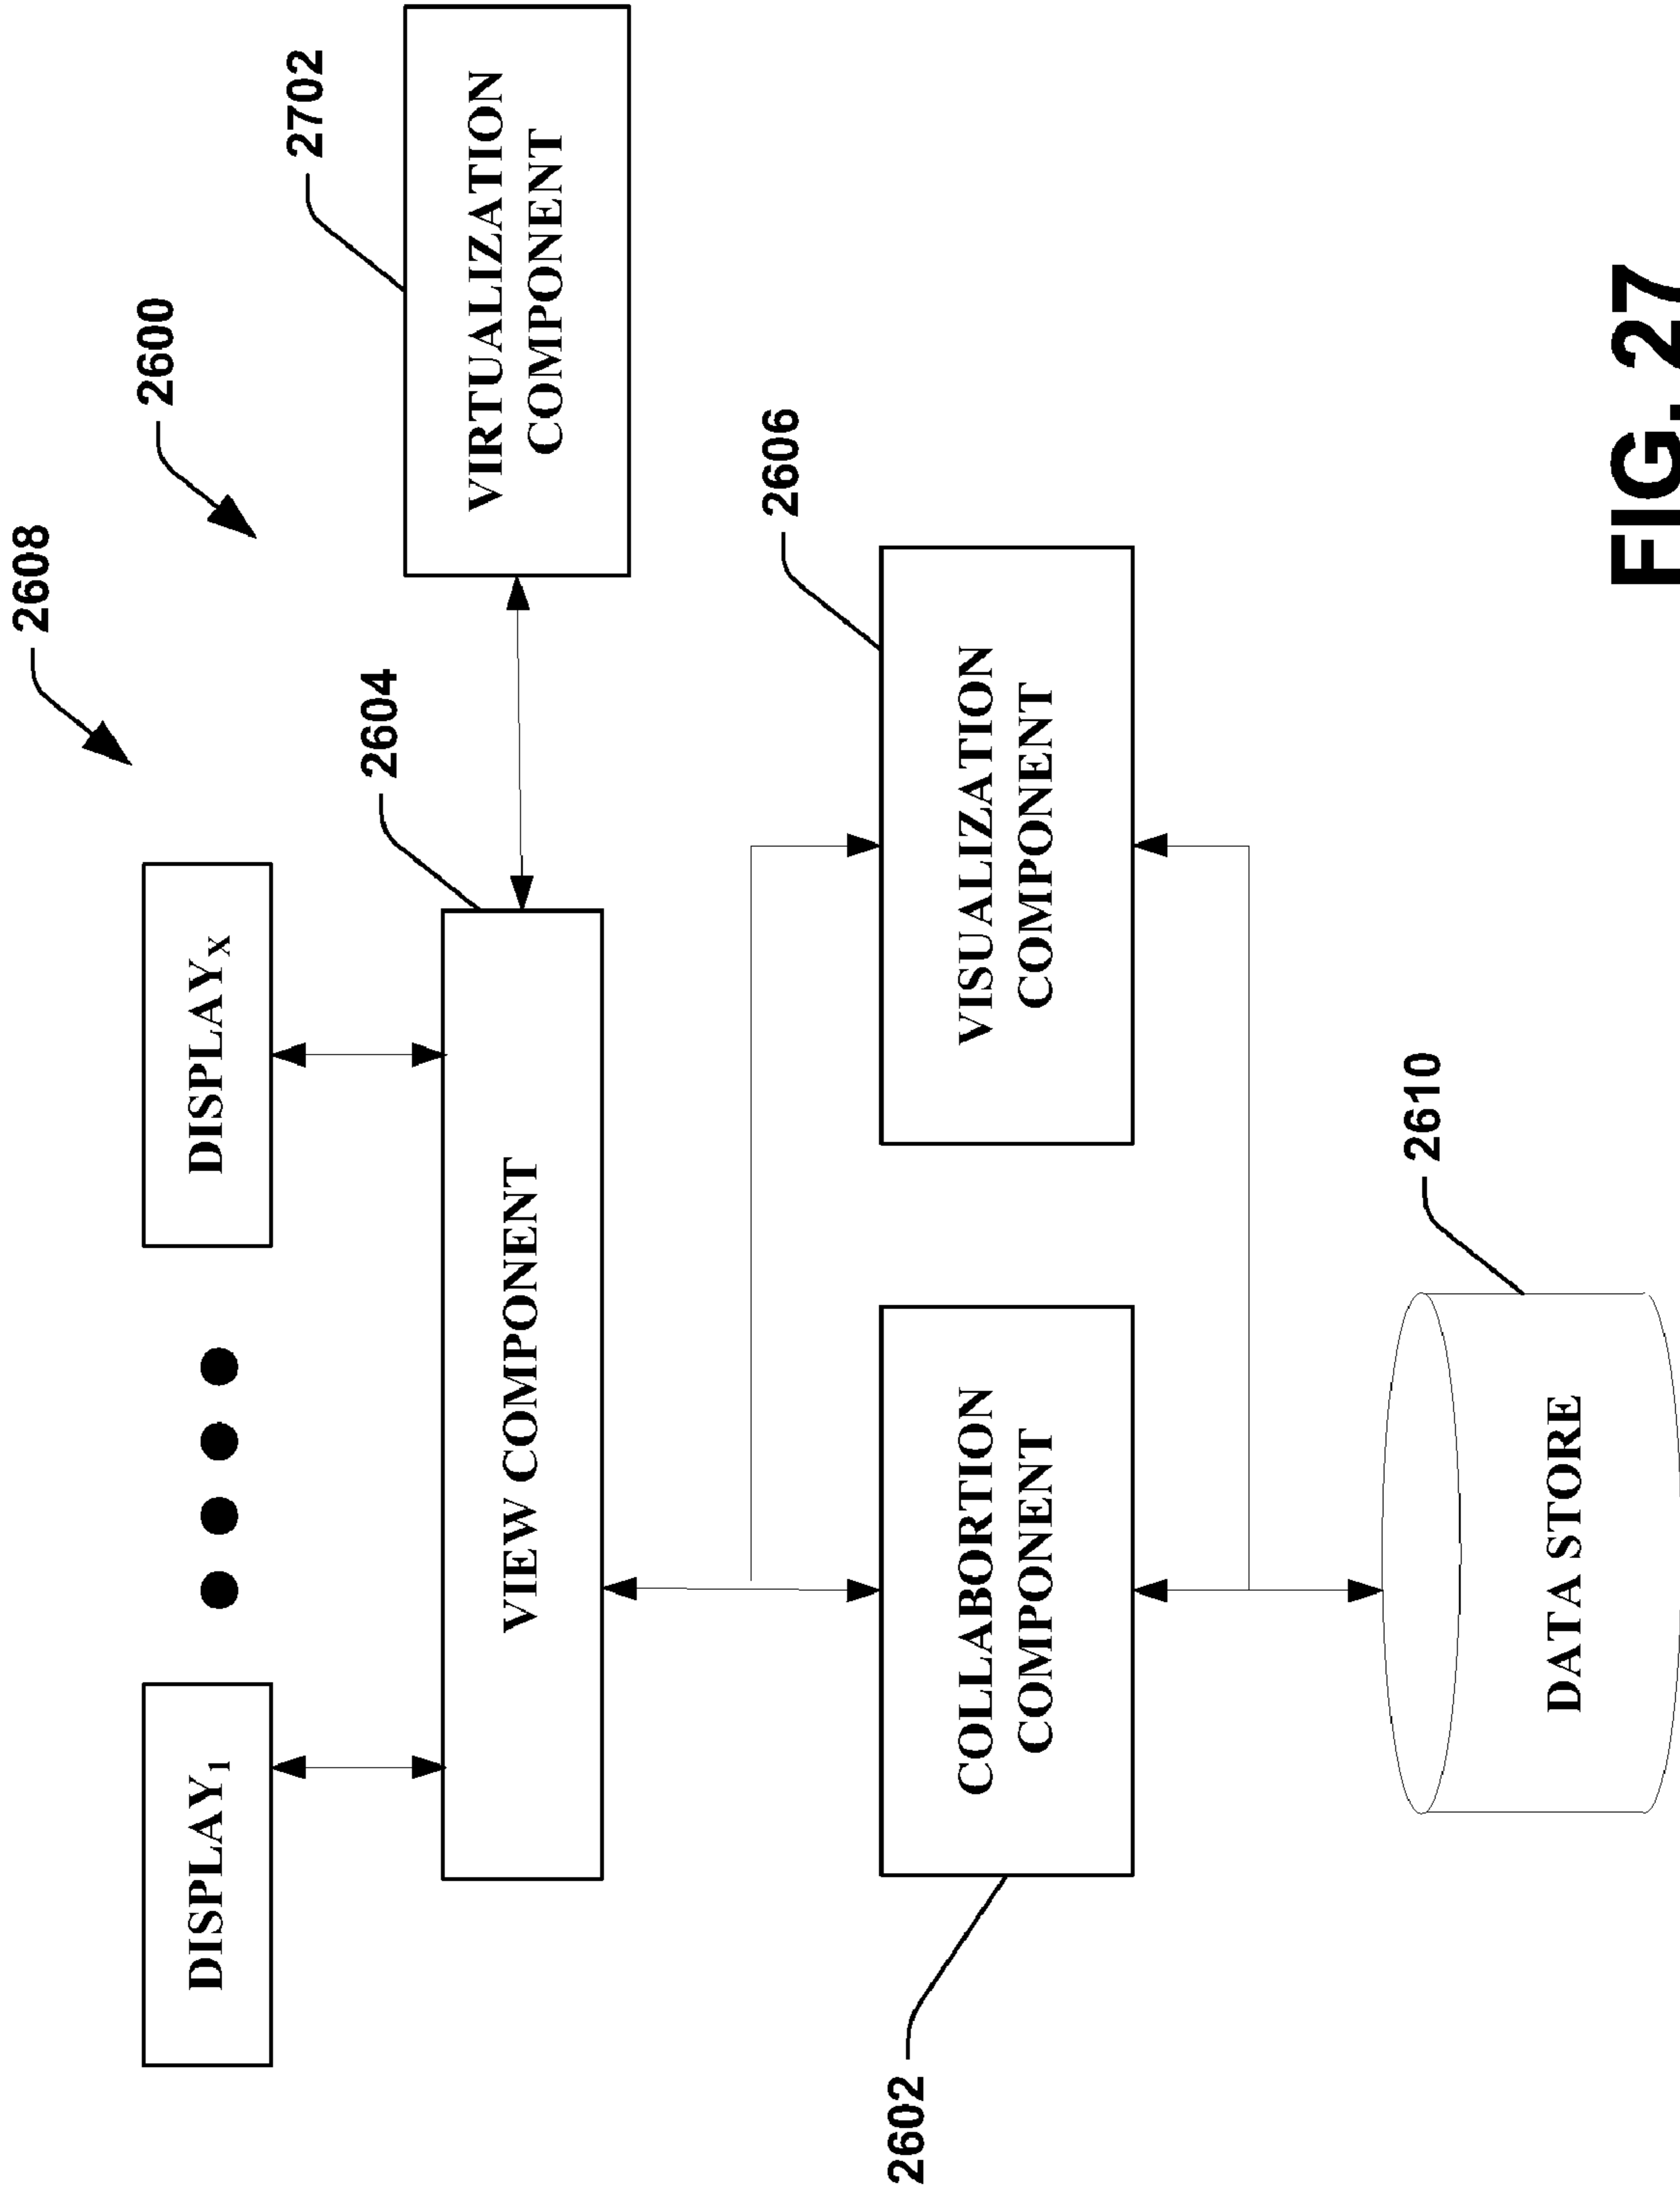 2608
2600
2702
DISPLAY1
DISPLAYX
2604
VIEW COMPONENT
VIRTUALIZATION
COMPONENT
2606
2602
COLLABORTION
COMPONENT
VISUALIZATION
COMPONENT
2610
DATA STORE
FIG. 27